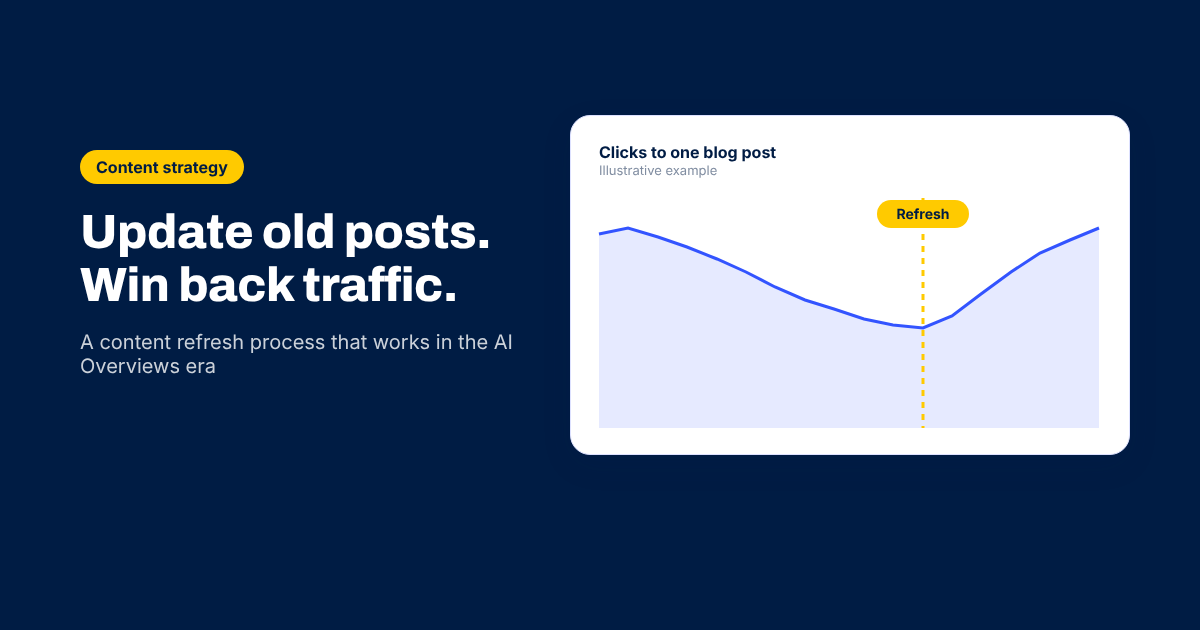 Content strategy
Update old posts.
Win back traffic.
A content refresh process that works in the AI
Overviews era
Clicks to one blog post
Illustrative example
Refresh